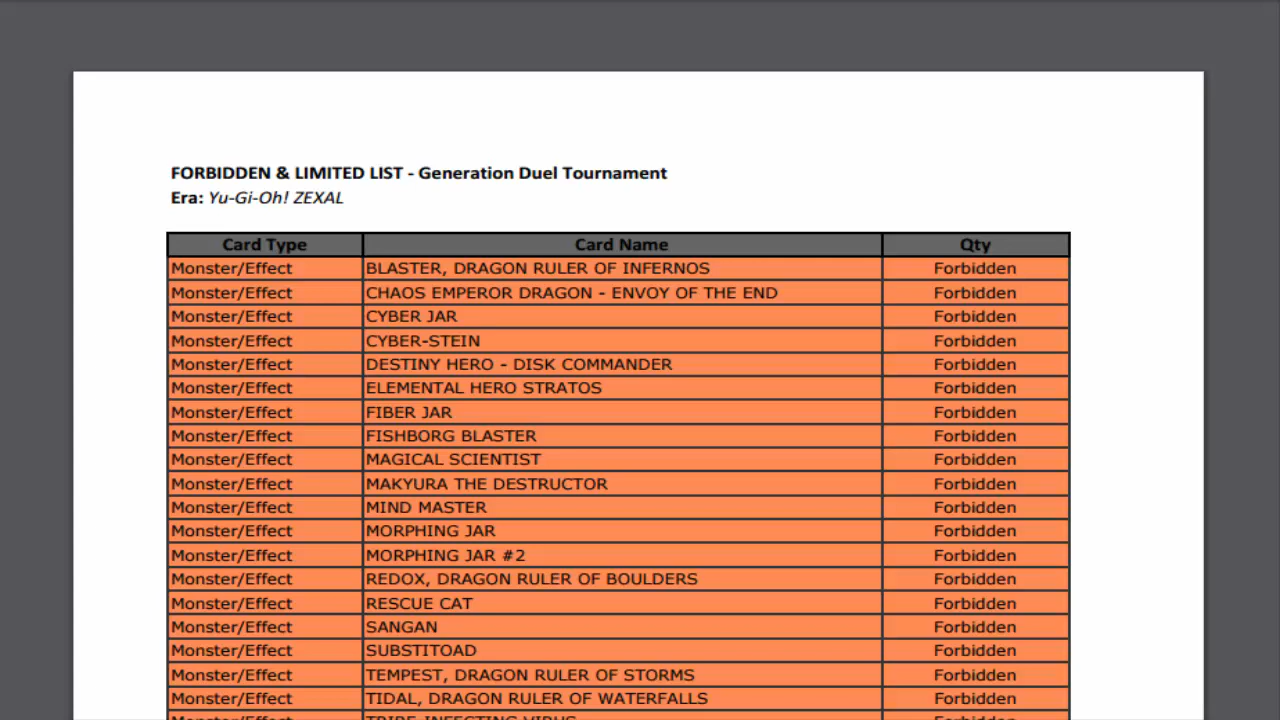 FORBIDDEN & LIMITED LIST - Generation Duel Tournament
Era: Yu-Gi-Oh! ZEXAL
Card Type Card Name Qty
Monster/Effect BLASTER, DRAGON RULER OF INFERNOS Forbidden
Monster/Effect CHAOS EMPEROR DRAGON - ENVOY OF THE END Forbidden
Monster/Effect CYBER JAR Forbidden
Monster/Effect CYBER-STEIN Forbidden
Monster/Effect DESTINY HERO - DISK COMMANDER Forbidden
Monster/Effect ELEMENTAL HERO STRATOS Forbidden
Monster/Effect FIBER JAR Forbidden
Monster/Effect FISHBORG BLASTER Forbidden
Monster/Effect MAGICAL SCIENTIST Forbidden
Monster/Effect MAKYURA THE DESTRUCTOR Forbidden
Monster/Effect MIND MASTER Forbidden
Monster/Effect MORPHING JAR Forbidden
Monster/Effect MORPHING JAR #2 Forbidden
Monster/Effect REDOX, DRAGON RULER OF BOULDERS Forbidden
Monster/Effect RESCUE CAT Forbidden
Monster/Effect SANGAN Forbidden
Monster/Effect SUBSTITOAD Forbidden
Monster/Effect TEMPEST, DRAGON RULER OF STORMS Forbidden
Monster/Effect TIDAL, DRAGON RULER OF WATERFALLS Forbidden